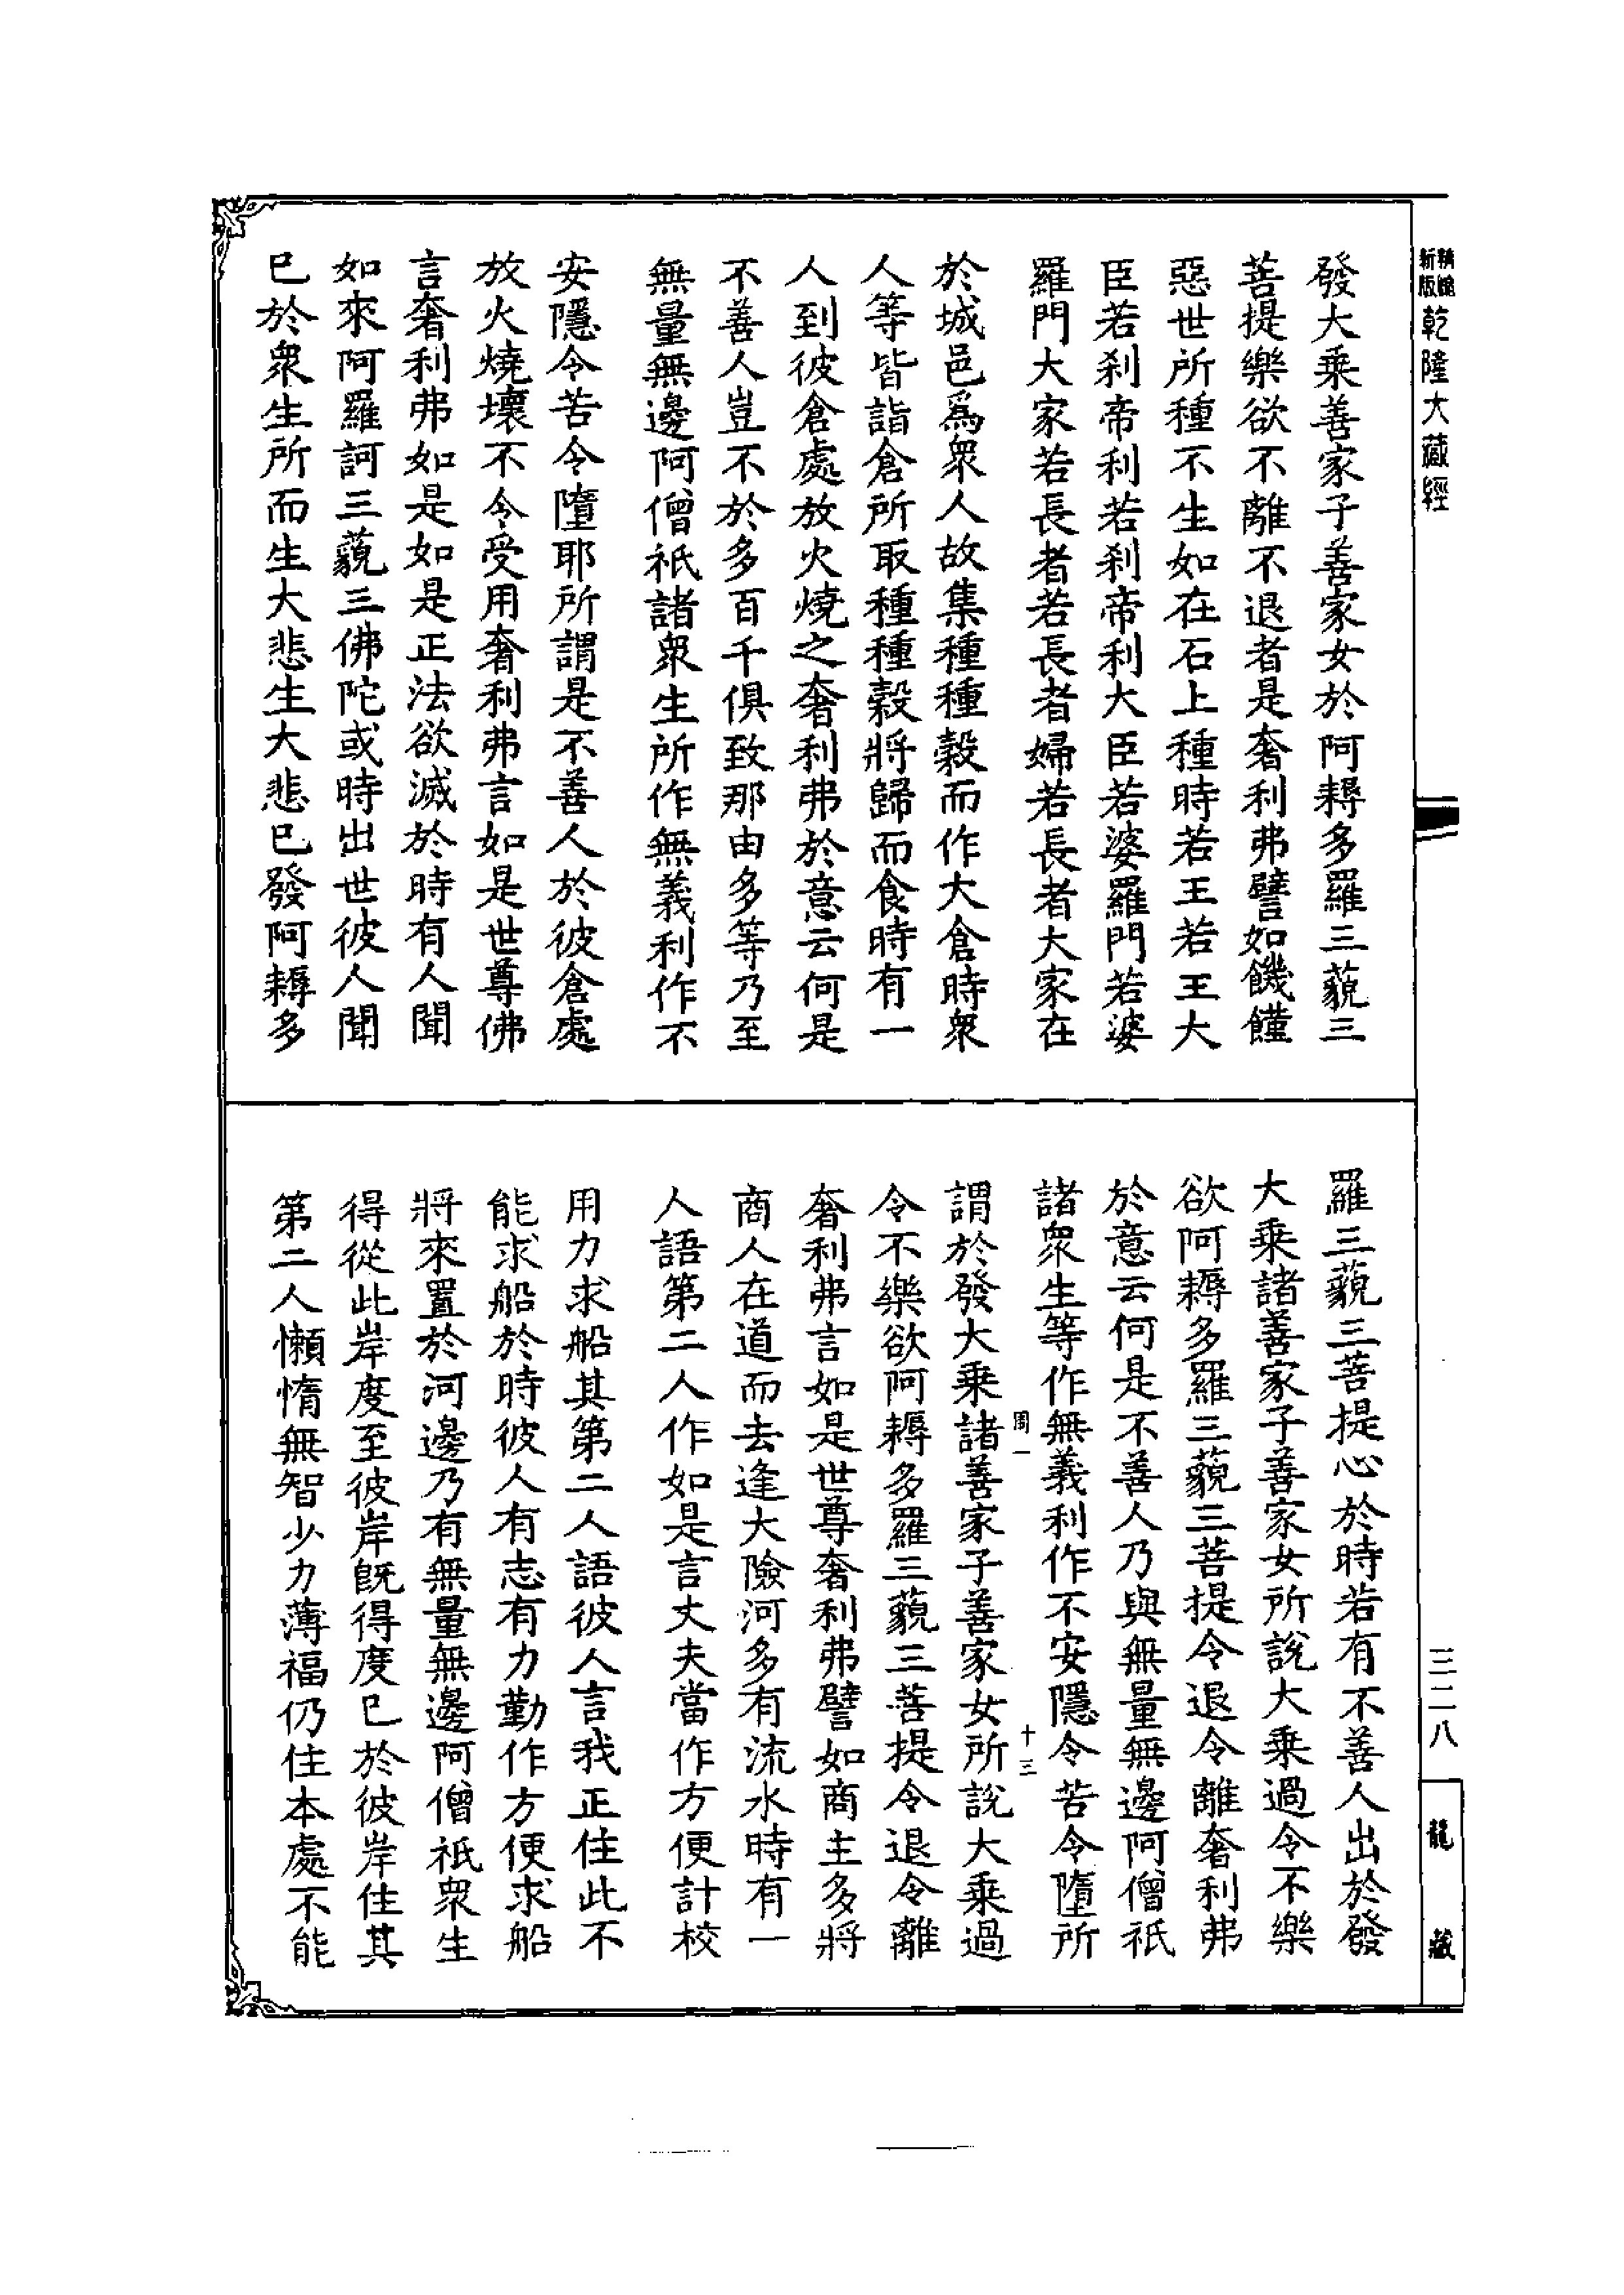 精縮新版乾隆大藏經
發大乘善家子善家女於阿耨多羅三藐三
菩提樂欲不離不退者是奢利弗譬如饑饉
惡世所種不生如在石上種時若王若王大
臣若剎帝利若剎帝利大臣若婆羅門若婆
羅門大家若長者若長者婦若長者大家在
於城邑爲衆人故集種種穀而作大倉時衆
人等皆詣倉所取種種穀將歸而食時有一
人到彼倉處放火燒之奢利弗於意云何是
不善人豈不於多百千俱致那由多等乃至
無量無邊阿僧祇諸衆生所作無義利作不
安隱令苦令墮耶所謂是不善人於彼倉處
放火燒壞不令受用奢利弗言如是世尊佛
言奢利弗如是如是正法欲滅於時有人聞
如來阿羅訶三藐三佛陀或時出世彼人聞
已於衆生所而生大悲生大悲已發阿耨多
羅三藐三菩提心於時若有不善人出於發
大乘諸善家子善家女所說大乘過令不樂
欲阿耨多羅三藐三菩提令退令離奢利弗
於意云何是不善人乃與無量無邊阿僧祇
諸衆生等作無義利作不安隱令苦令墮所
周一 十三
謂於發大乘諸善家子善家女所說大乘過
令不樂欲阿耨多羅三藐三菩提令退令離
奢利弗言如是世尊奢利弗譬如商主多將
商人在道而去逢大險河多有流水時有一
人語第二人作如是言丈夫當作方便計校
用力求船其第二人語彼人言我正住此不
能求船於時彼人有志有力勤作方便求船
將來置於河邊乃有無量無邊阿僧祇衆生
得從此岸度至彼岸旣得度已於彼岸住其
第二人懶惰無智少力薄福仍住本處不能
三二八
龍藏